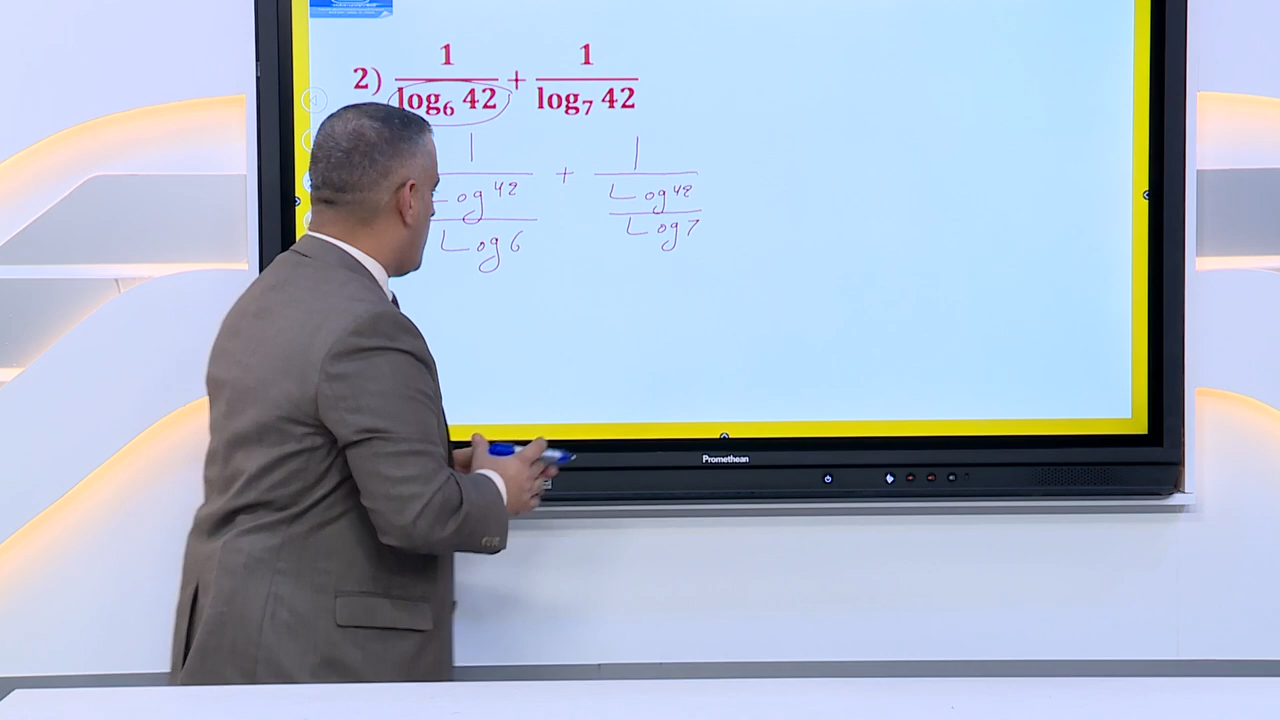 2) 1/log₆ 42 + 1/log₇ 42
1 + 1
Log 42 Log 42
Log 6 Log 7
Promethean